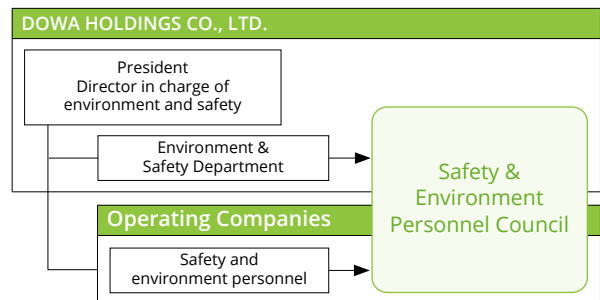 DOWA HOLDINGS CO., LTD.
President
Director in charge of
environment and safety
Environment &
Safety Department
Safety &
Environment
Personnel Council
Operating Companies
Safety and
environment personnel